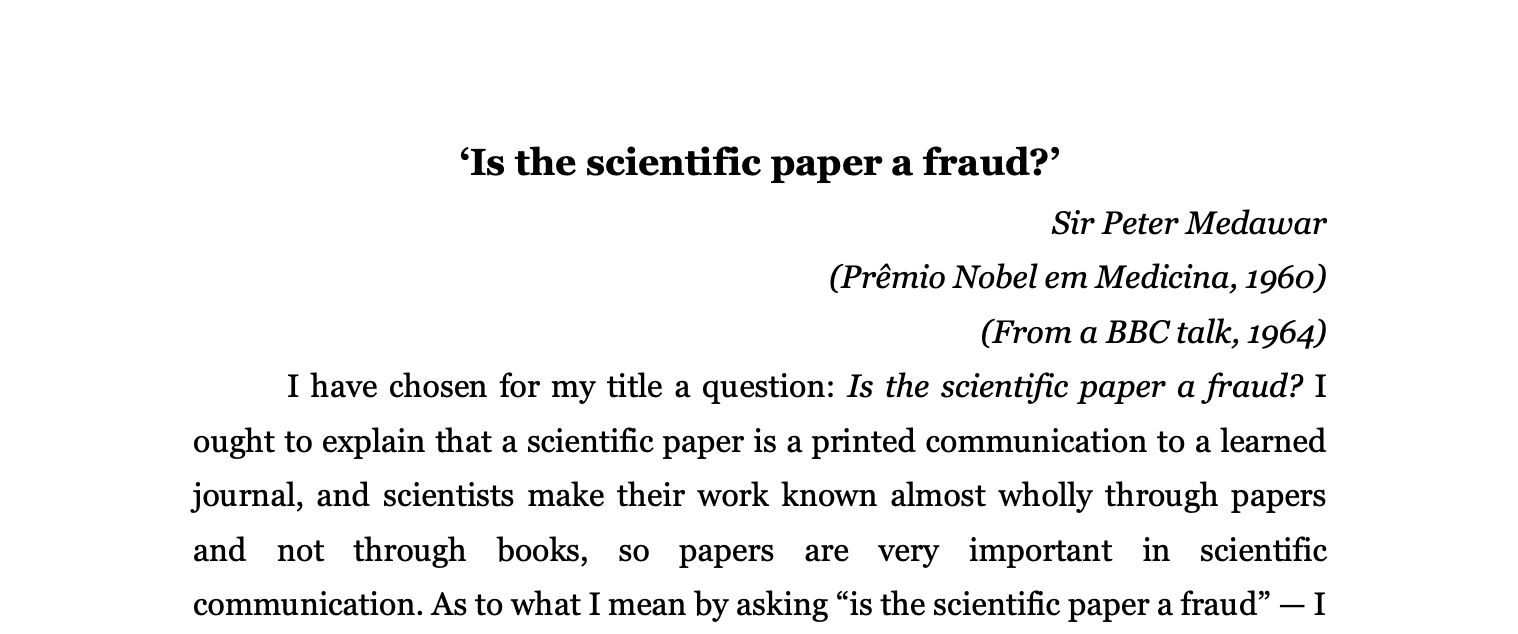 ‘Is the scientific paper a fraud?’
Sir Peter Medawar
(Prêmio Nobel em Medicina, 1960)
(From a BBC talk, 1964)
I have chosen for my title a question: Is the scientific paper a fraud? I
ought to explain that a scientific paper is a printed communication to a learned
journal, and scientists make their work known almost wholly through papers
and not through books, so papers are very important in scientific
communication. As to what I mean by asking “is the scientific paper a fraud” — I